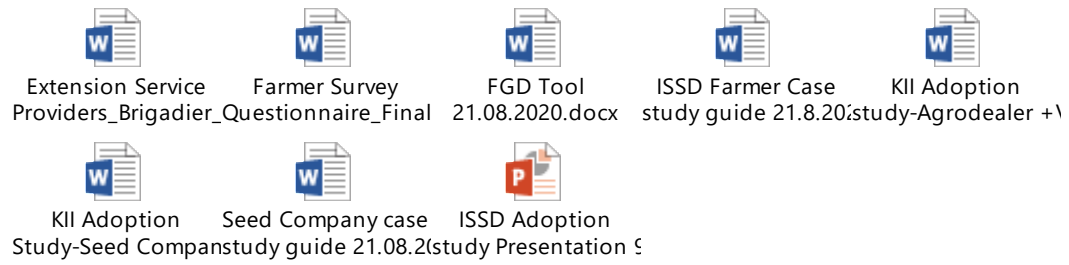 Extension Service Farmer Survey FGD Tool ISSD Farmer Case KII Adoption
Providers_Brigadier_ Questionnaire_Final 21.08.2020.docx study guide 21.8.20 study-Agrodealer +
KII Adoption Seed Company case ISSD Adoption
Study-Seed Compan study guide 21.08.2 study Presentation